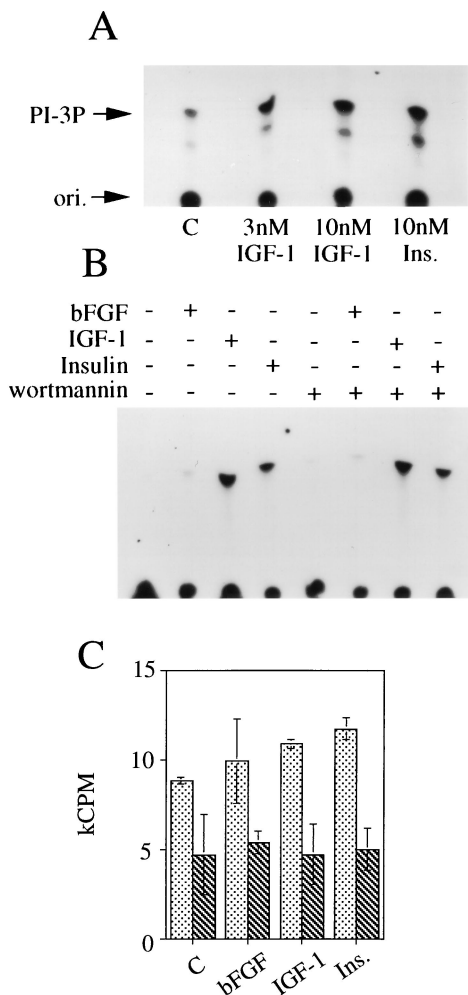 A
PI-3P
ori.
C 3nM 10nM 10nM
IGF-1 IGF-1 Ins.
B
bFGF - + - - - + - -
IGF-1 - - + - - - + -
Insulin - - - + - - - +
wortmannin - - - - + + + +
C
15
10
5
0
kCPM
C bFGF IGF-1 Ins.